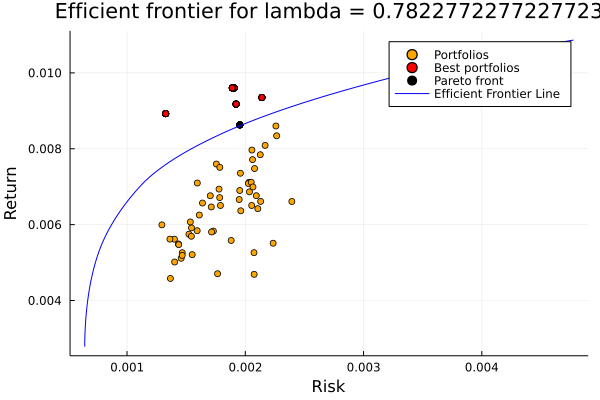 Efficient frontier for lambda = 0.7822772277227723
Portfolios
Best portfolios
Pareto front
Efficient Frontier Line
Return
0.010
0.008
0.006
0.004
0.001
0.002
0.003
0.004
Risk